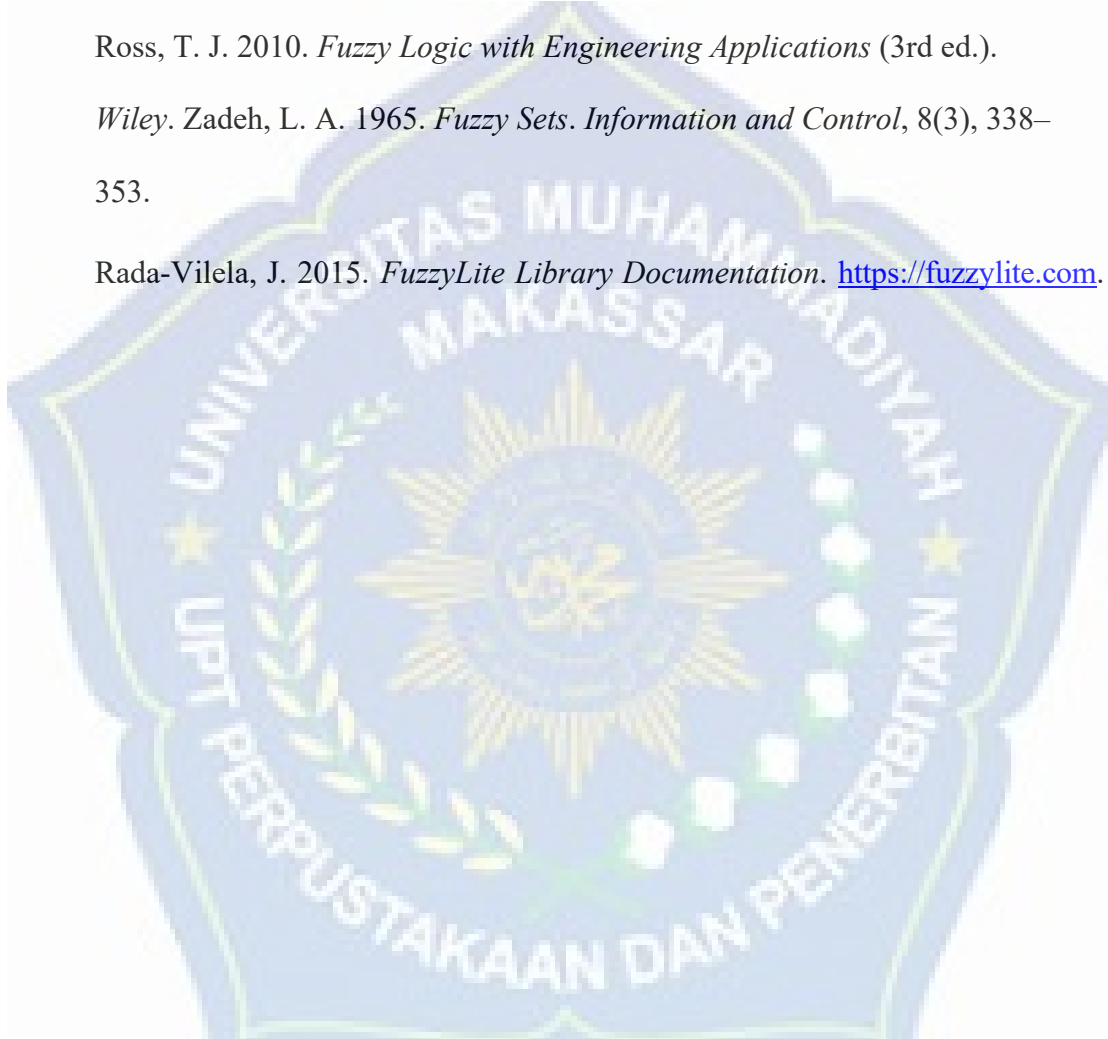 Ross, T. J. 2010. Fuzzy Logic with Engineering Applications (3rd ed.).
Wiley. Zadeh, L. A. 1965. Fuzzy Sets. Information and Control, 8(3), 338–
353.
Rada-Vilela, J. 2015. FuzzyLite Library Documentation. https://fuzzylite.com.
UNIVERSITAS MUHAMMADIYAH
MAKASSAR
UPT PERPUSTAKAAN DAN PENERBITAN